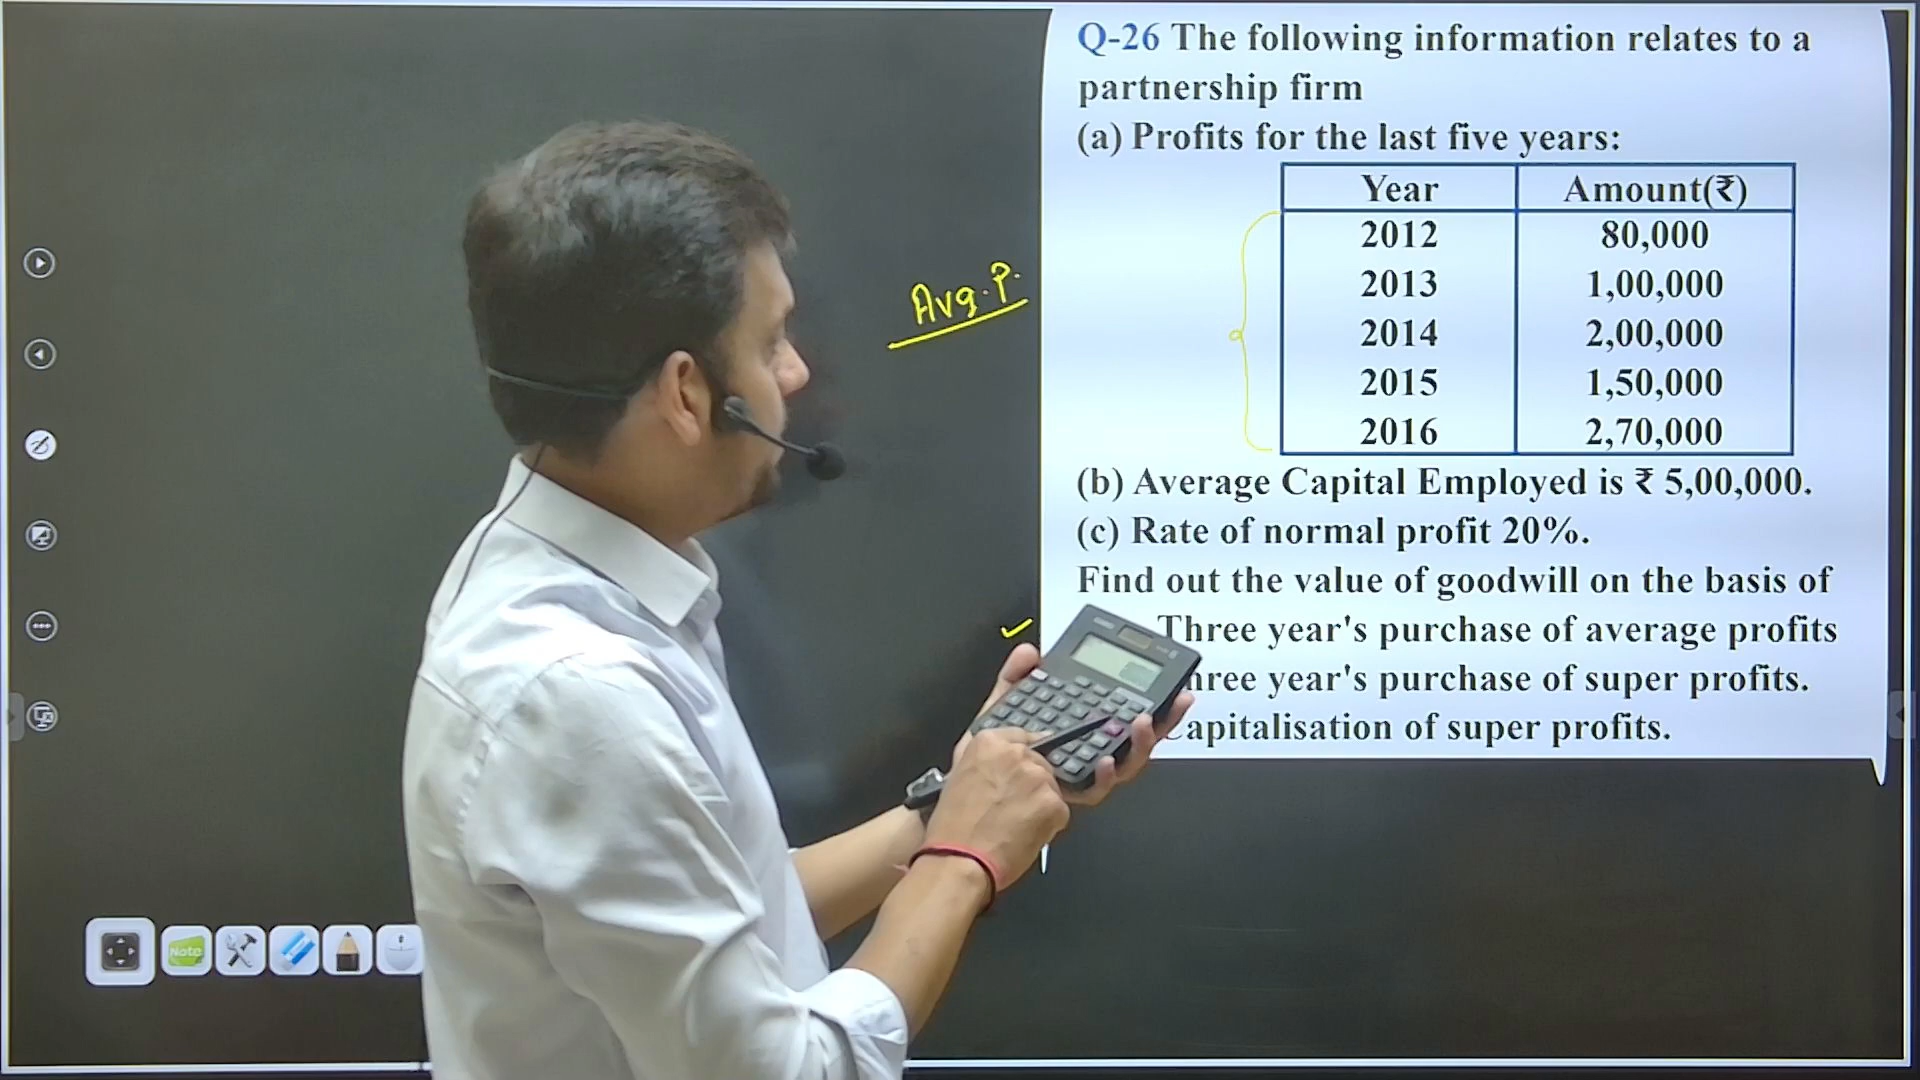 Q-26 The following information relates to a
partnership firm
(a) Profits for the last five years:
Year Amount(₹)
2012 80,000
2013 1,00,000
2014 2,00,000
2015 1,50,000
2016 2,70,000
(b) Average Capital Employed is ₹ 5,00,000.
(c) Rate of normal profit 20%.
Find out the value of goodwill on the basis of
Three year's purchase of average profits
hree year's purchase of super profits.
apitalisation of super profits.
Avg. P.
Note